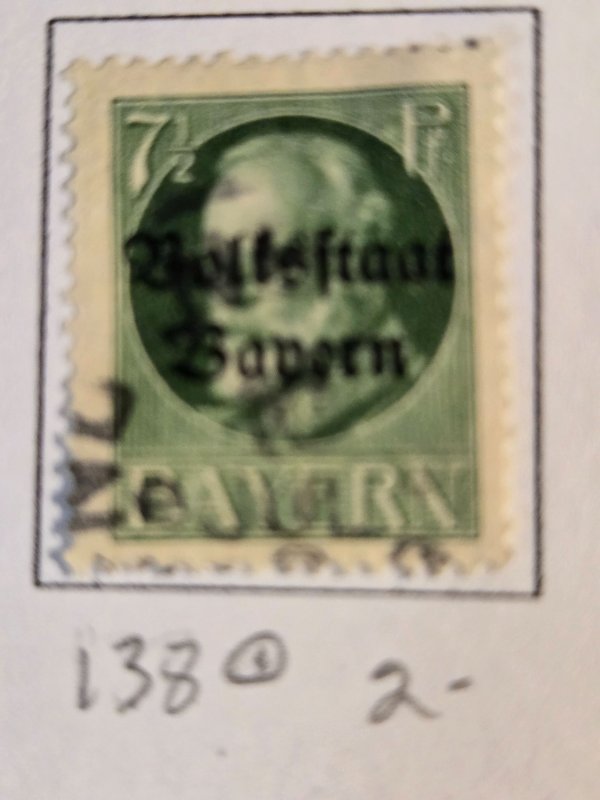 7½ Pf
Volksstaat
Bayern
BAYERN
138 2-